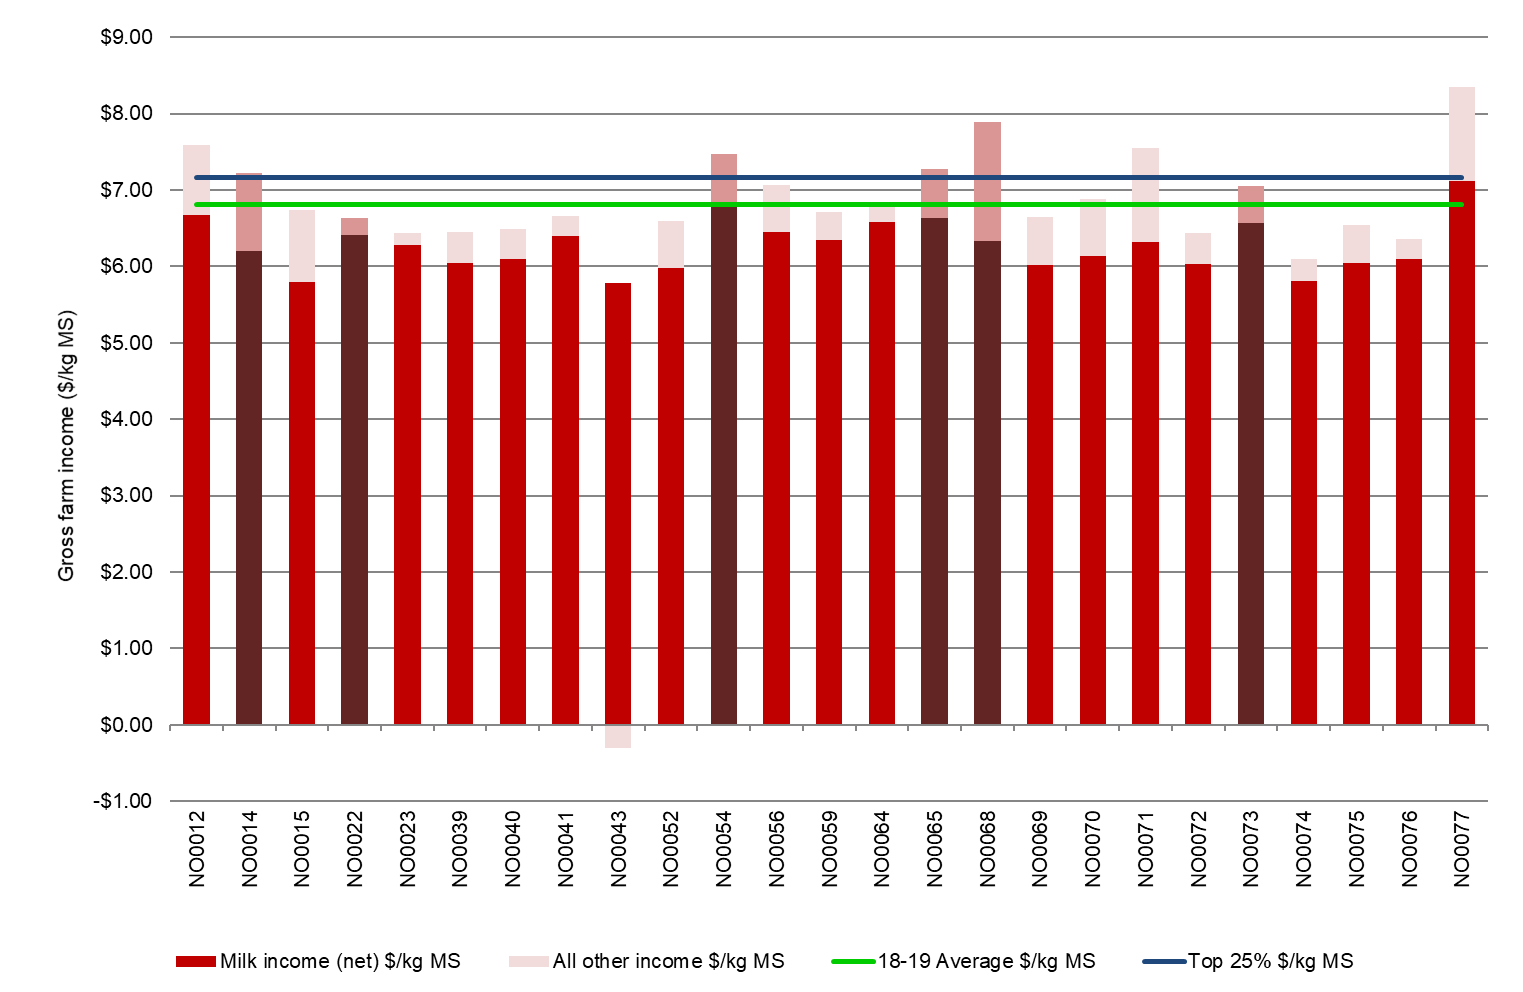 $9.00
$8.00
$7.00
$6.00
$5.00
$4.00
$3.00
$2.00
$1.00
$0.00
-$1.00
Gross farm income ($/kg MS)
NO0012
NO0014
NO0015
NO0022
NO0023
NO0039
NO0040
NO0041
NO0043
NO0052
NO0054
NO0056
NO0059
NO0064
NO0065
NO0068
NO0069
NO0070
NO0071
NO0072
NO0073
NO0074
NO0075
NO0076
NO0077
Milk income (net) $/kg MS
All other income $/kg MS
18-19 Average $/kg MS
Top 25% $/kg MS